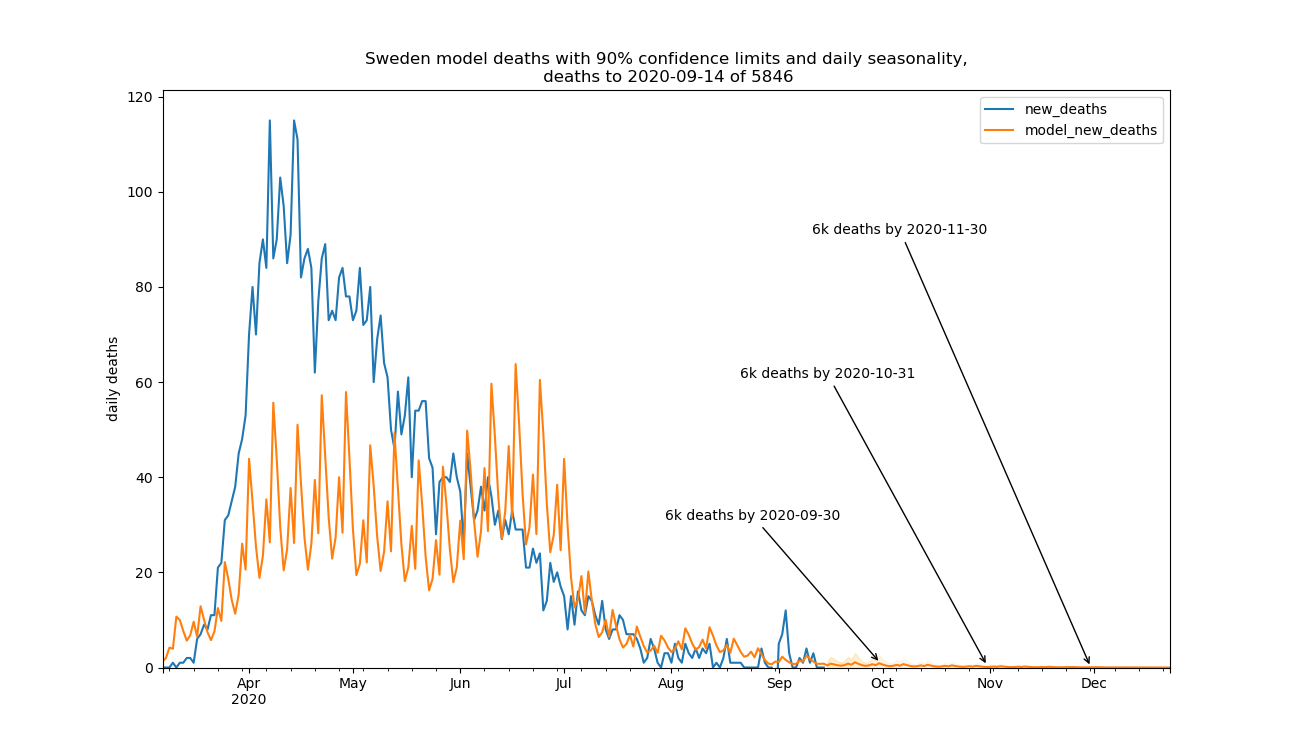 Sweden model deaths with 90% confidence limits and daily seasonality,
deaths to 2020-09-14 of 5846
new_deaths
model_new_deaths
daily deaths
120
100
80
60
40
20
0
6k deaths by 2020-11-30
6k deaths by 2020-10-31
6k deaths by 2020-09-30
Apr May Jun Jul Aug Sep Oct Nov Dec
2020